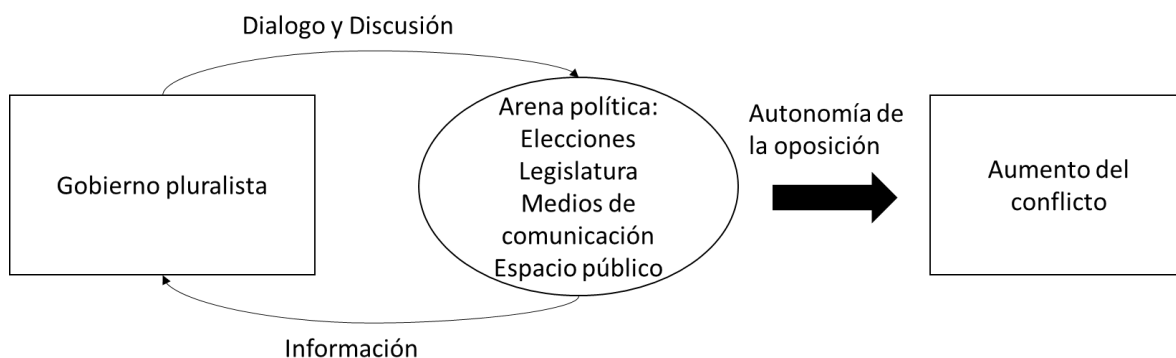 Dialogo y Discusión
Gobierno pluralista
Arena política:
Elecciones
Legislatura
Medios de
comunicación
Espacio público
Autonomía de
la oposición
Aumento del
conflicto
Información